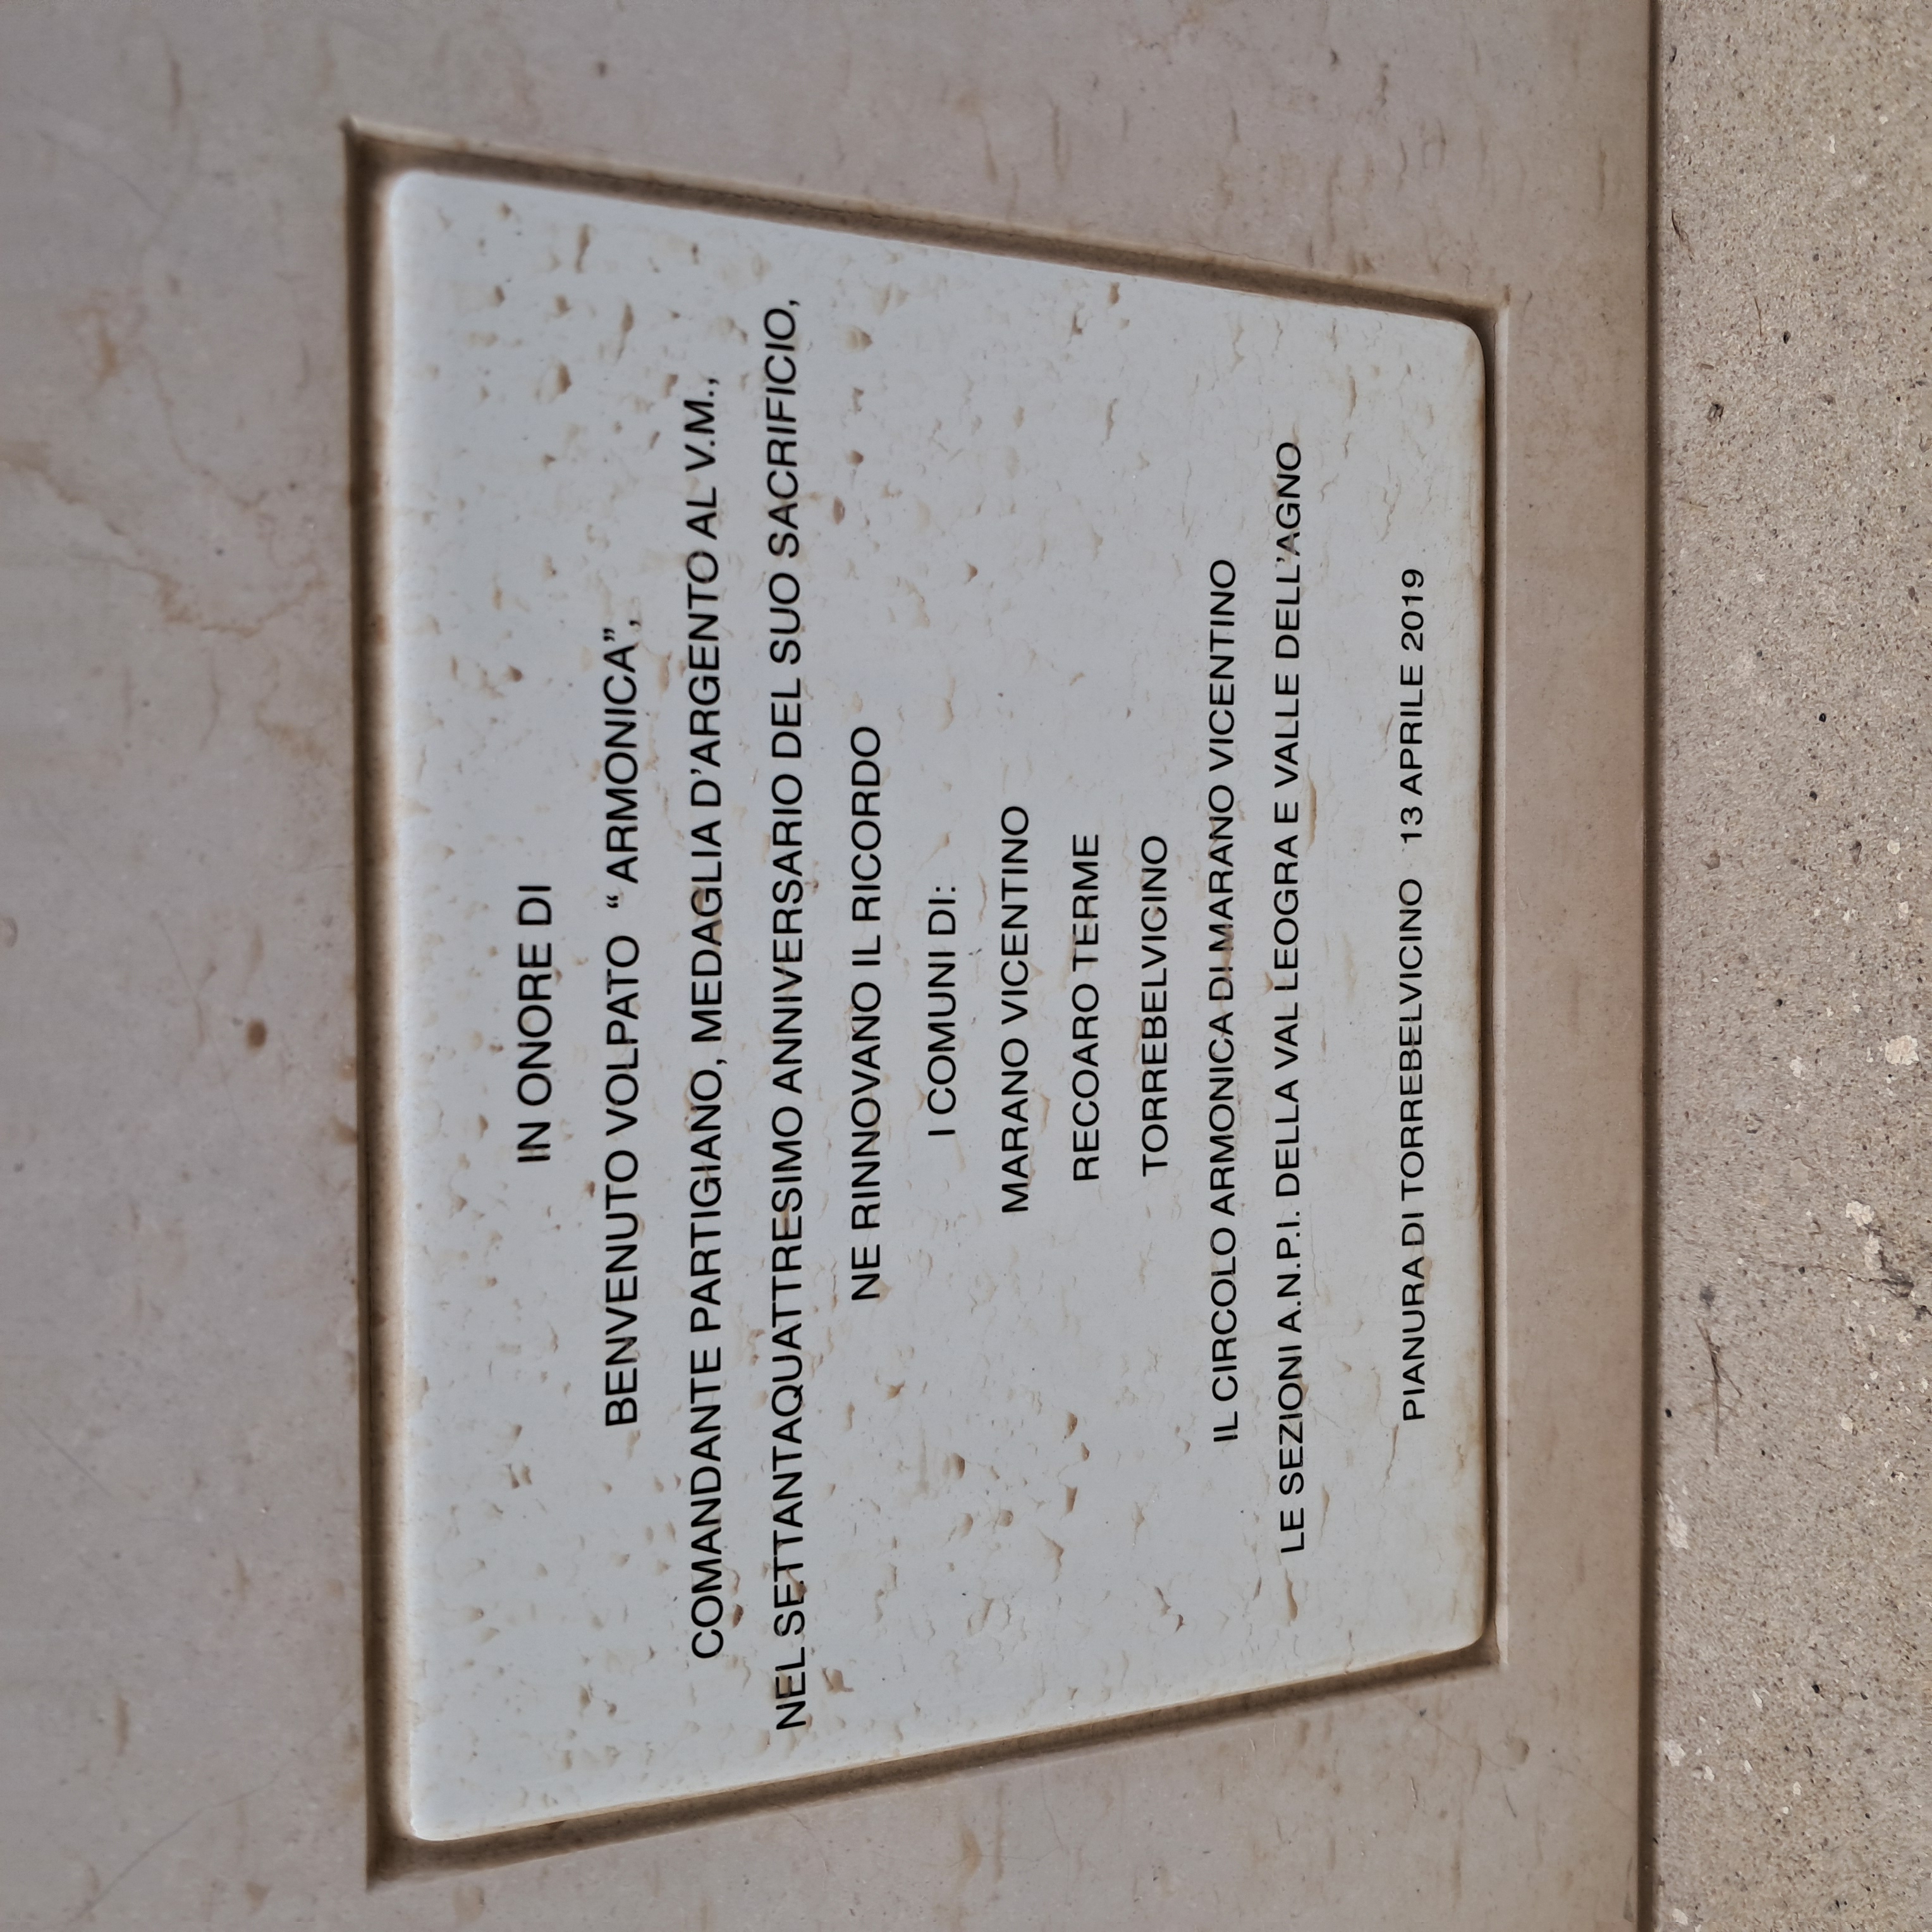 IN ONORE DI
BENVENUTO VOLPATO “ ARMONICA”,
COMANDANTE PARTIGIANO, MEDAGLIA D’ARGENTO AL V.M.,
NEL SETTANTAQUATTRESIMO ANNIVERSARIO DEL SUO SACRIFICIO,
NE RINNOVANO IL RICORDO
I COMUNI DI:
MARANO VICENTINO
RECOARO TERME
TORREBELVICINO
IL CIRCOLO ARMONICA DI MARANO VICENTINO
LE SEZIONI A.N.P.I. DELLA VAL LEOGRA E VALLE DELL’AGNO
PIANURA DI TORREBELVICINO 13 APRILE 2019